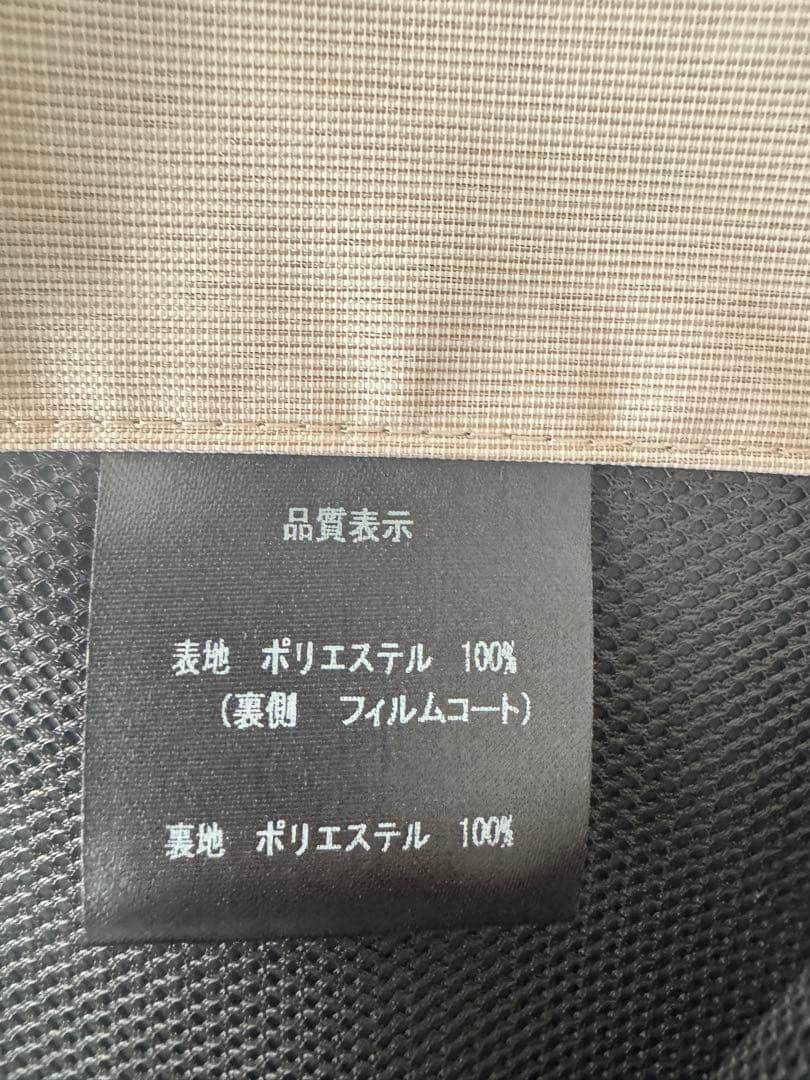 品質表示
表地 ポリエステル 100%
(裏側 フィルムコート)
裏地 ポリエステル 100%